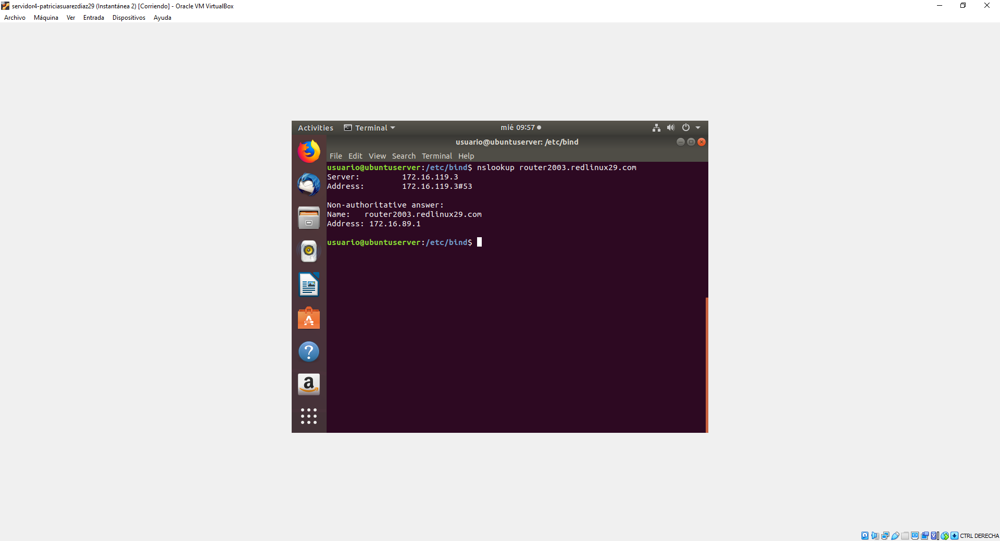 servidor4-patriciasuarezdiaz29 (Instantánea 2) [Corriendo] - Oracle VM VirtualBox
Archivo Máquina Ver Entrada Dispositivos Ayuda
Activities Terminal mié 09:57
usuario@ubuntuserver: /etc/bind
File Edit View Search Terminal Help
usuario@ubuntuserver:/etc/bind$ nslookup router2003.redlinux29.com
Server: 172.16.119.3
Address: 172.16.119.3#53
Non-authoritative answer:
Name: router2003.redlinux29.com
Address: 172.16.89.1
usuario@ubuntuserver:/etc/bind$
CTRL DERECHA